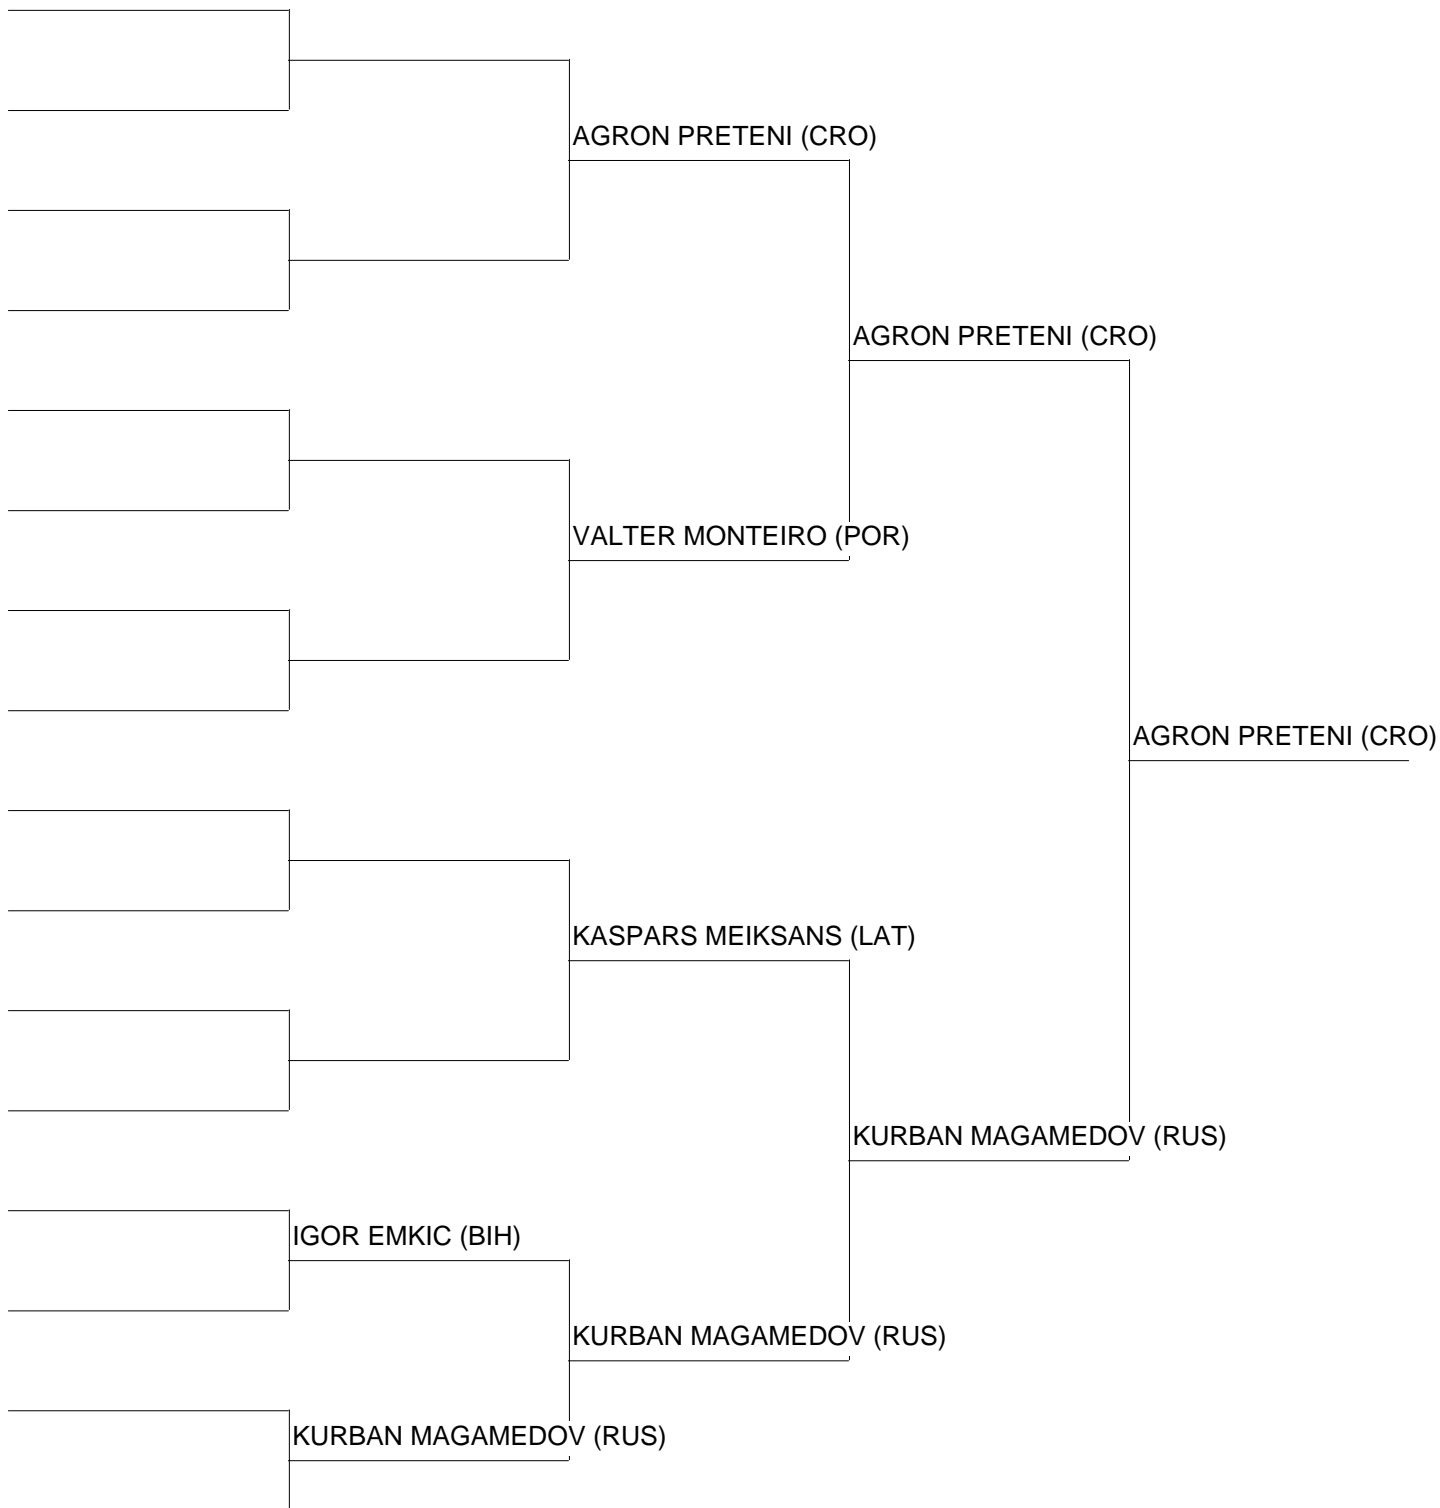 AGRON PRETENI (CRO)
AGRON PRETENI (CRO)
VALTER MONTEIRO (POR)
AGRON PRETENI (CRO)
KASPARS MEIKSANS (LAT)
KURBAN MAGAMEDOV (RUS)
IGOR EMKIC (BIH)
KURBAN MAGAMEDOV (RUS)
KURBAN MAGAMEDOV (RUS)